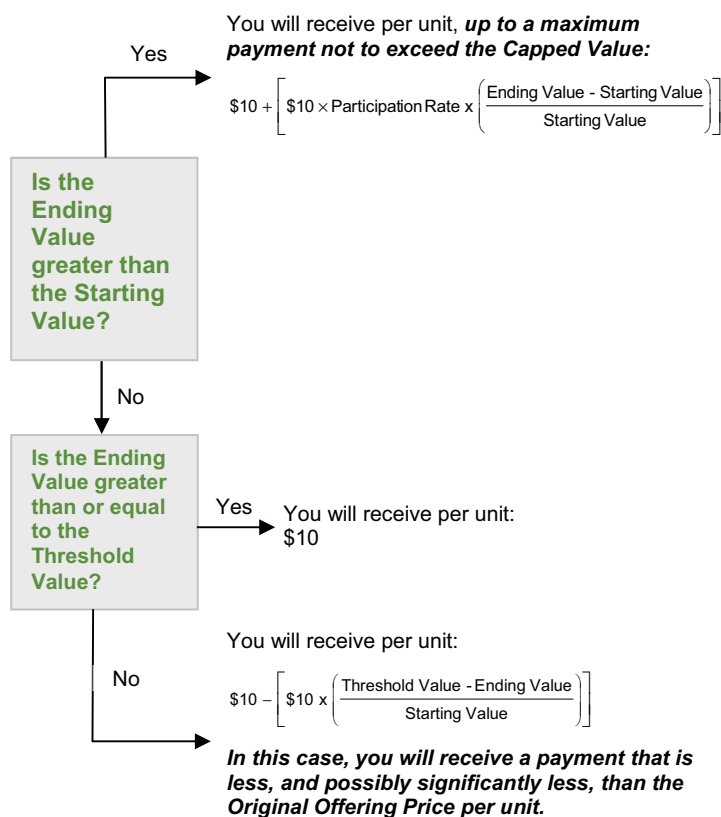 You will receive per unit, up to a maximum
payment not to exceed the Capped Value:
Yes
$10 + [ $10 × Participation Rate x ( Ending Value - Starting Value / Starting Value ) ]
Is the
Ending
Value
greater than
the Starting
Value?
No
Is the Ending
Value greater
than or equal
to the
Threshold
Value?
Yes
You will receive per unit:
$10
No
You will receive per unit:
$10 − [ $10 x ( Threshold Value - Ending Value / Starting Value ) ]
In this case, you will receive a payment that is
less, and possibly significantly less, than the
Original Offering Price per unit.